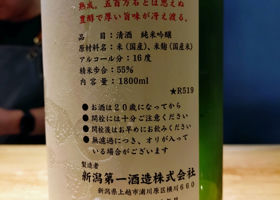 熟成。五百万石とは思えぬ
豊醇で厚い旨味が冴え渡る。
品目：清酒 純米吟醸
原材料名：米(国産)、米麹(国産米)
アルコール分：16度
精米歩合：55%
内容量：1800ml
★R519
●お酒は20歳になってから
●開栓には十分ご注意ください
●開栓後はお早めにお飲みください
●無濾過につき、オリが入って
いる場合がございます
製造者
新潟第一酒造株式会社
新潟県上越市浦川原区横川660